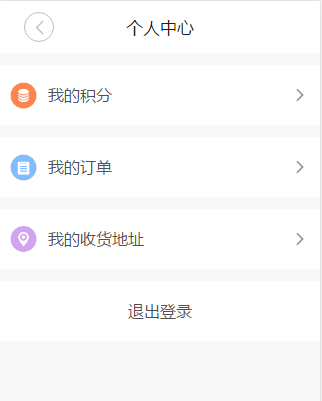 个人中心
我的积分
我的订单
我的收货地址
退出登录